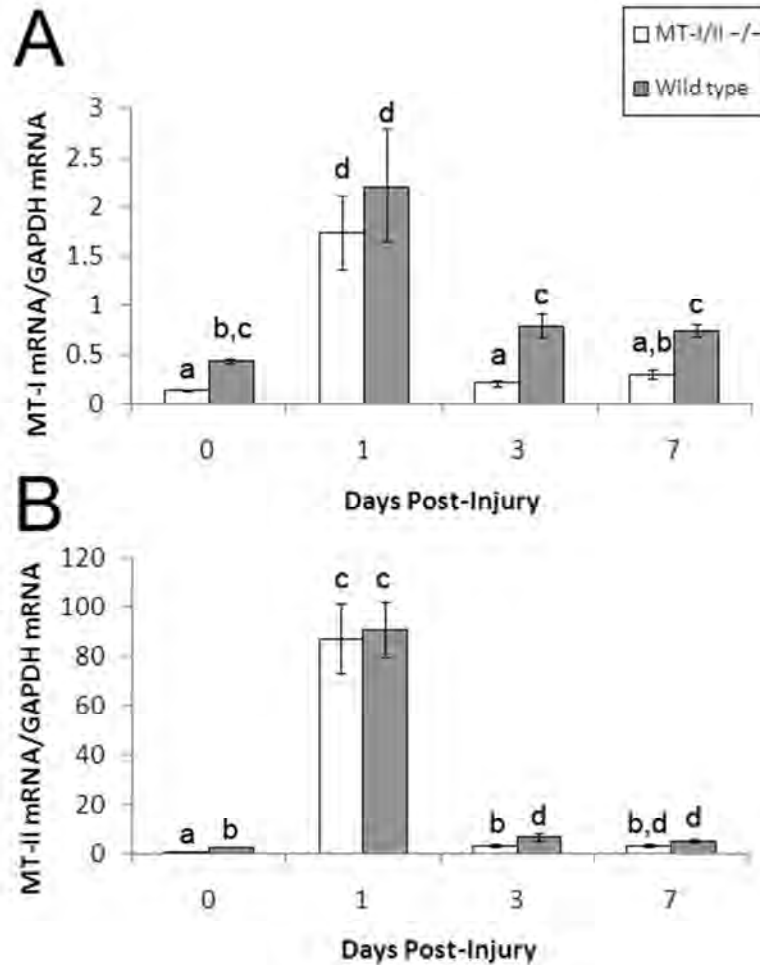 A
MT-I/II -/-
Wild type
MT-I mRNA/GAPDH mRNA
3
2.5
2
1.5
1
0.5
0
a
b,c
d
d
a
c
a,b
c
0
1
3
7
Days Post-Injury
B
MT-II mRNA/GAPDH mRNA
120
100
80
60
40
20
0
a
b
c
c
b
d
b,d
d
0
1
3
7
Days Post-Injury